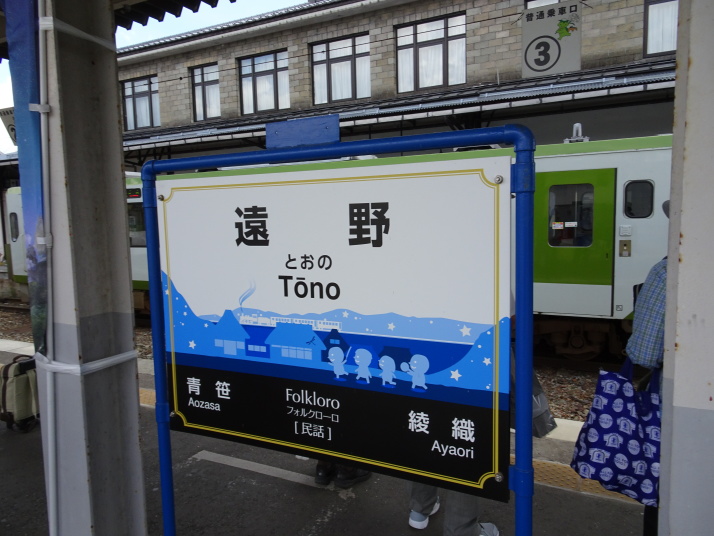 普通乗車口
③
遠野
とおの
Tōno
青笹
Aozasa
Folkloro
フォルクローロ
[民話]
綾織
Ayaori